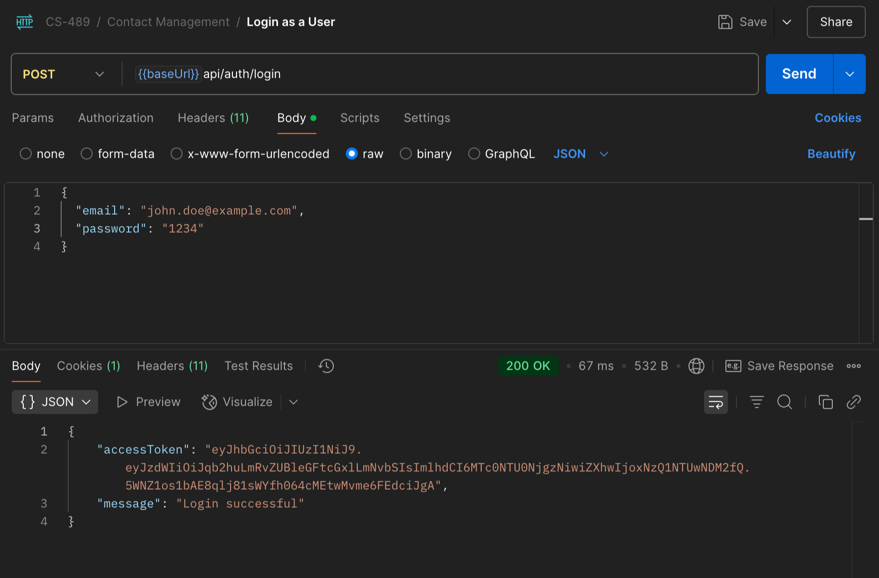 HTTP CS-489 / Contact Management / Login as a User Save Share
POST {{baseUrl}} api/auth/login Send
Params Authorization Headers (11) Body Scripts Settings Cookies
none form-data x-www-form-urlencoded raw binary GraphQL JSON Beautify
1 {
2 "email": "john.doe@example.com",
3 "password": "1234"
4 }
Body Cookies (1) Headers (11) Test Results 200 OK • 67 ms • 532 B • e.g. Save Response
{} JSON Preview Visualize
1 {
2 "accessToken": "eyJhbGciOiJIUzI1NiJ9.
eyJzdWIiOiJqb2huLmRvZUBleGFtcGxlLmNvbSIsImlhdCI6MTc0NTU0NjgzNiwiZXhwIjoxNzQ1NTUwNDM2fQ.
5WNZ1os1bAE8qlj81sWYfh064cMEtwMvme6FEdciJgA",
3 "message": "Login successful"
4 }